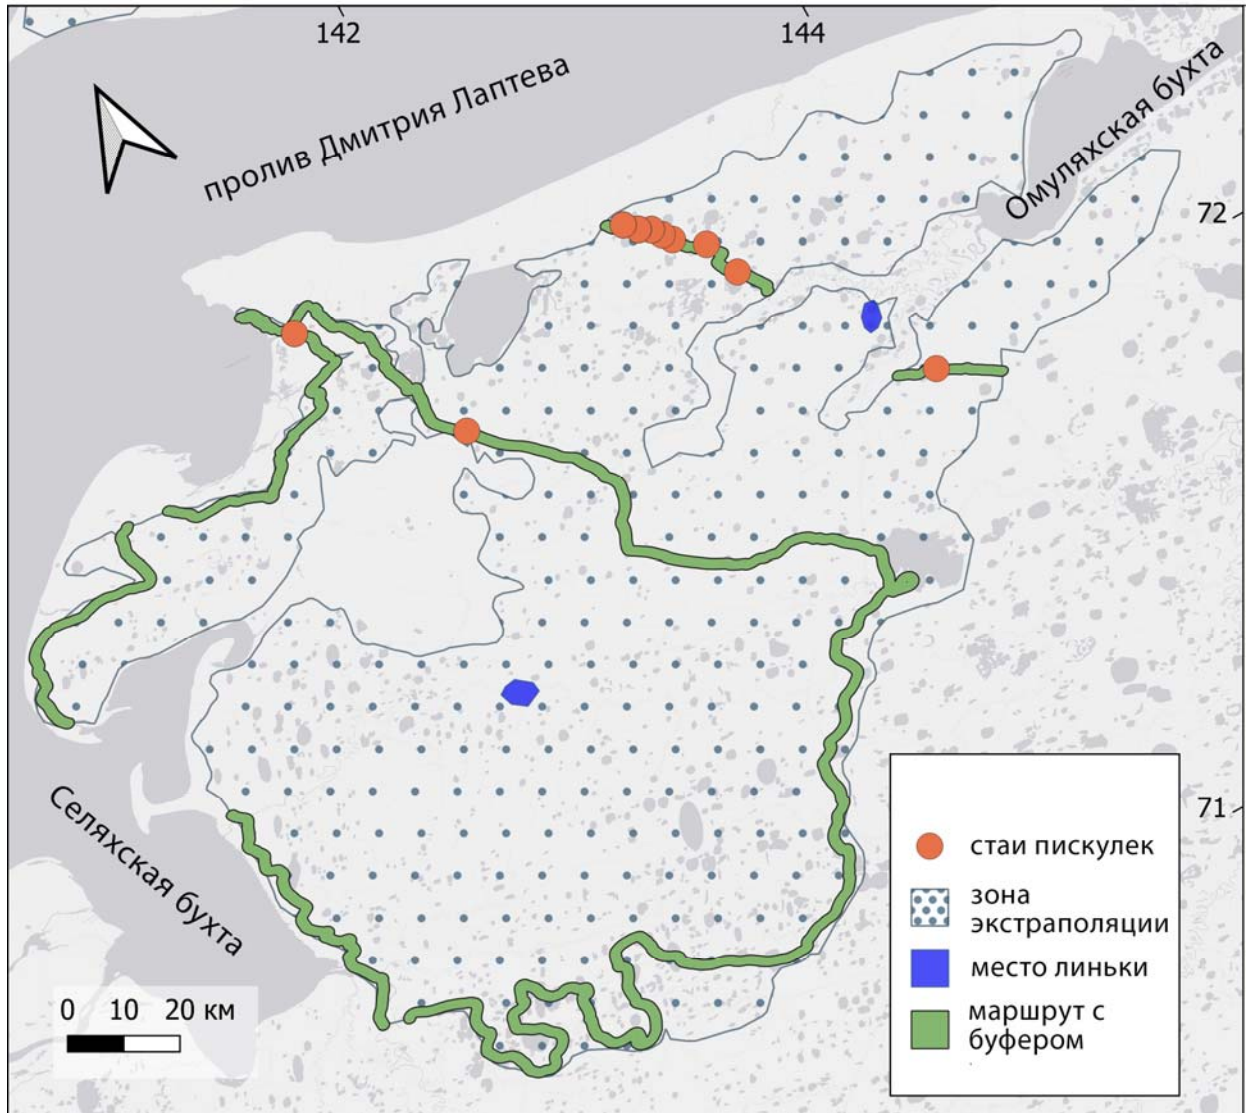 142
144
пролив Дмитрия Лаптева
Омуляхская бухта
72
71
Селяхская бухта
0 10 20 км
стаи пискулек
зона
экстраполяции
место линьки
маршрут с
буфером